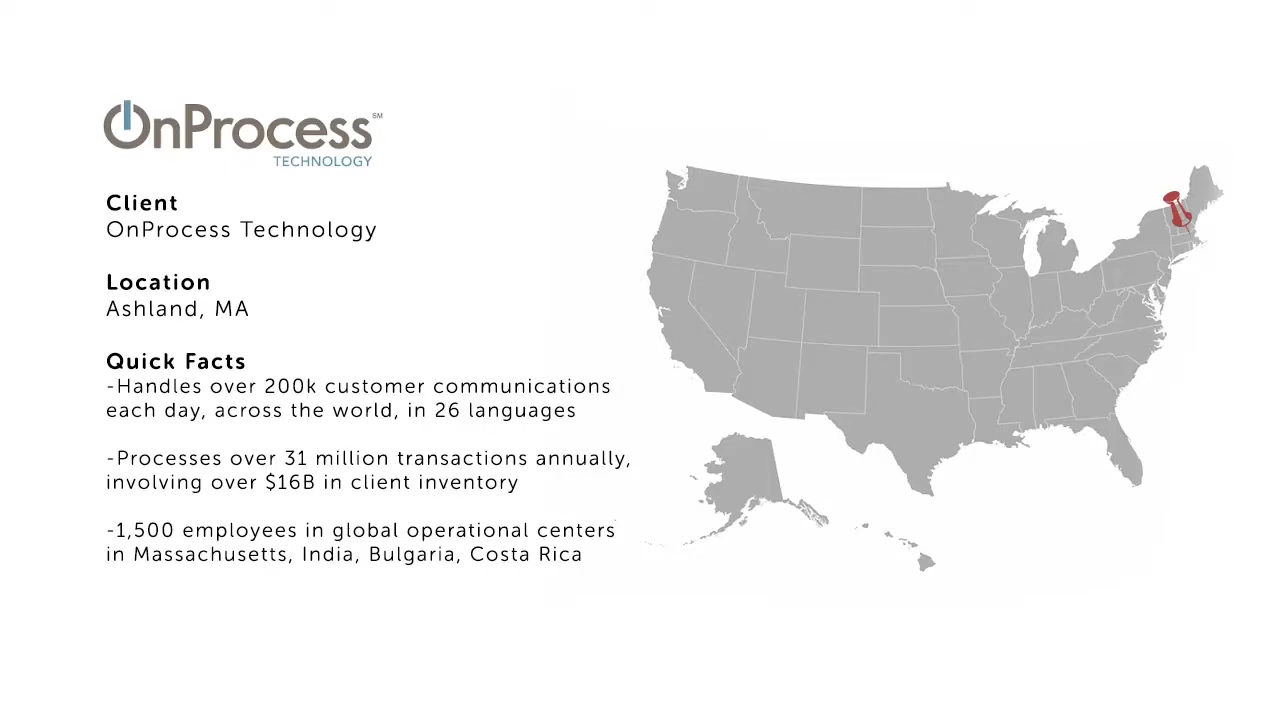 OnProcess SM
TECHNOLOGY
Client
OnProcess Technology
Location
Ashland, MA
Quick Facts
-Handles over 200k customer communications
each day, across the world, in 26 languages
-Processes over 31 million transactions annually,
involving over $16B in client inventory
-1,500 employees in global operational centers
in Massachusetts, India, Bulgaria, Costa Rica